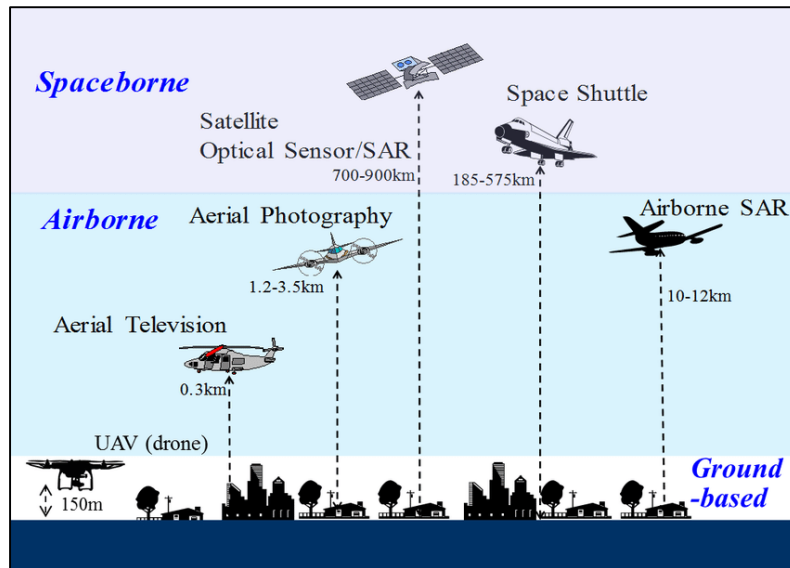 Spaceborne
Satellite
Optical Sensor/SAR
700-900km
Space Shuttle
185-575km
Airborne
Aerial Photography
1.2-3.5km
Airborne SAR
10-12km
Aerial Television
0.3km
UAV (drone)
150m
Ground
-based